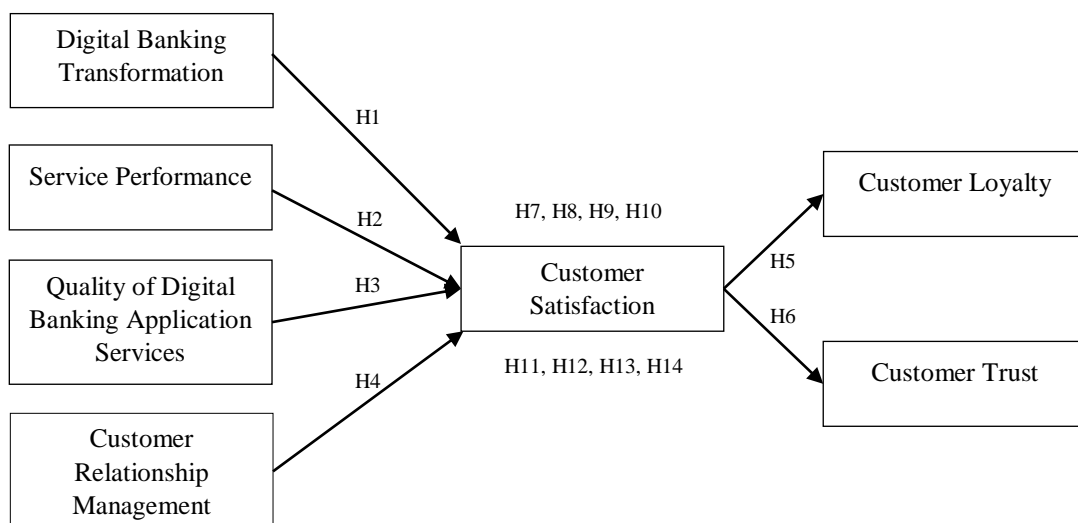 Digital Banking
Transformation
H1
Service Performance
H2
Quality of Digital
Banking Application
Services
H3
Customer
Relationship
Management
H4
H7, H8, H9, H10
Customer
Satisfaction
H11, H12, H13, H14
H5
Customer Loyalty
H6
Customer Trust